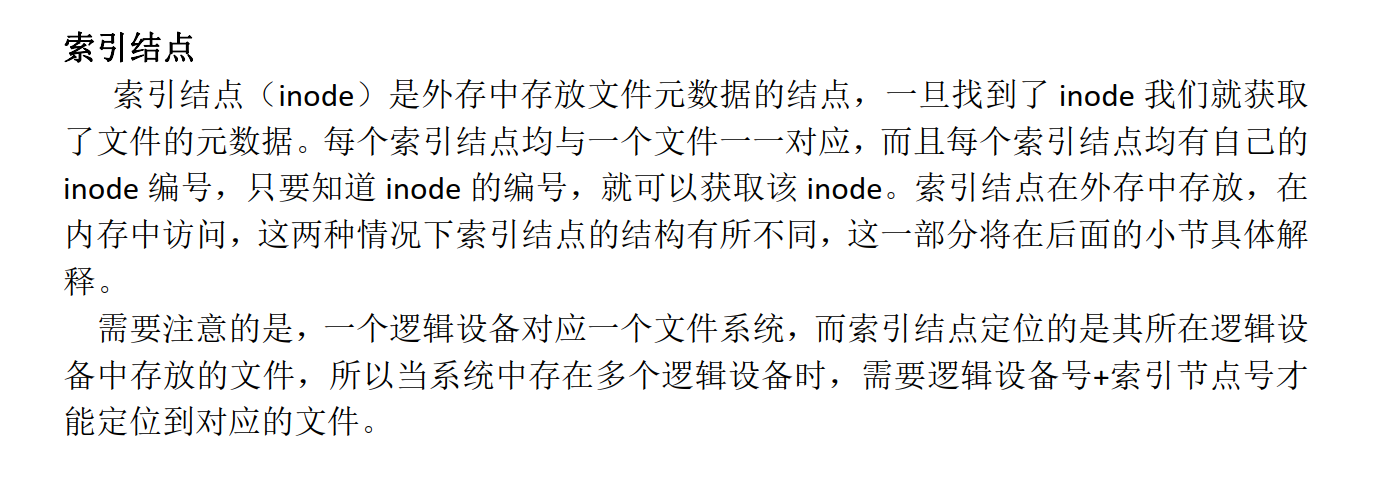 索引结点
索引结点（inode）是外存中存放文件元数据的结点，一旦找到了 inode 我们就获取
了文件的元数据。每个索引结点均与一个文件一一对应，而且每个索引结点均有自己的
inode 编号，只要知道 inode 的编号，就可以获取该 inode。索引结点在外存中存放，在
内存中访问，这两种情况下索引结点的结构有所不同，这一部分将在后面的小节具体解
释。
需要注意的是，一个逻辑设备对应一个文件系统，而索引结点定位的是其所在逻辑设
备中存放的文件，所以当系统中存在多个逻辑设备时，需要逻辑设备号+索引节点号才
能定位到对应的文件。